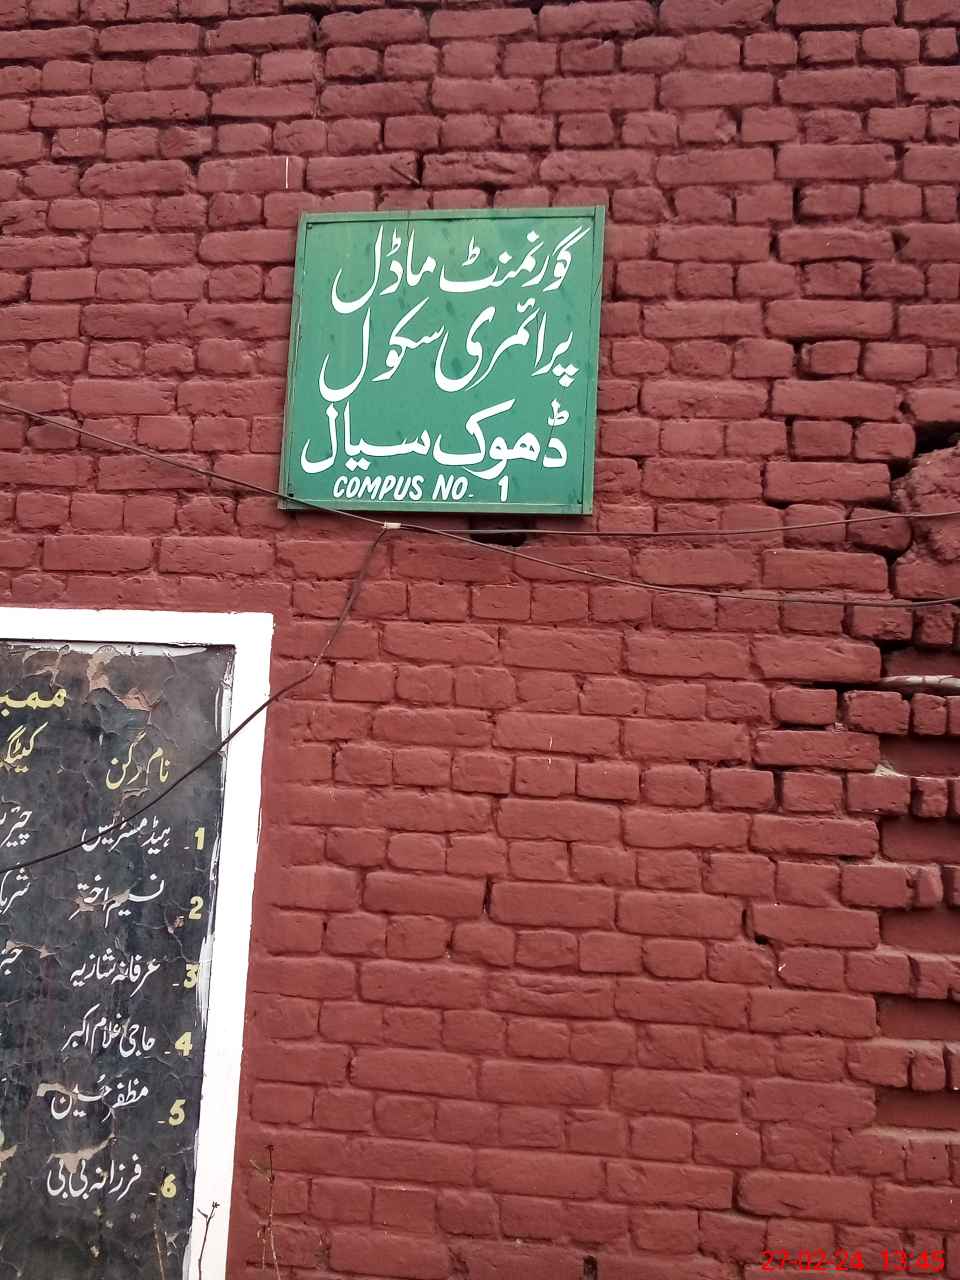 گورنمنٹ ماڈل
پرائمری سکول
ڈھوک سیال
COMPUS NO. 1
نام رکن
1. ہیڈ مسٹریس
2. نسیم اختر
3. عرفانہ شازیہ
4. حاجی غلام اکبر
5. مظفر حسین
6. فرزانہ بی بی
27-02-24 13:45